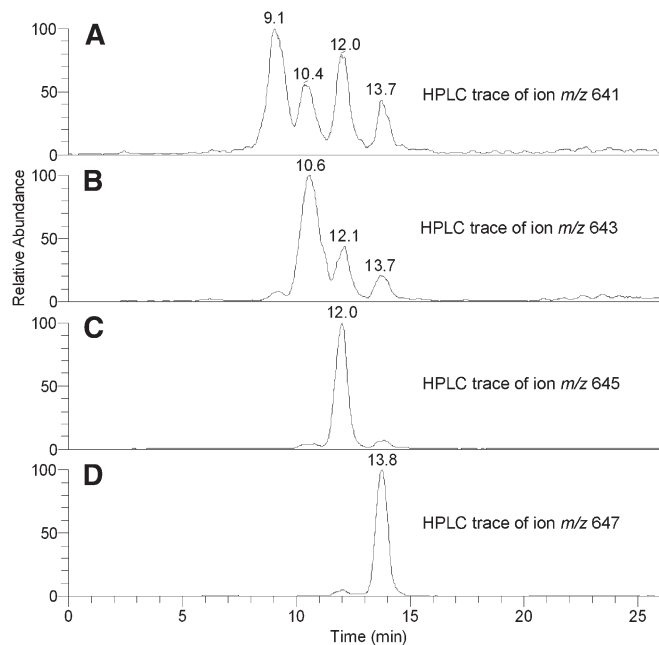 A
100
50
0
9.1
10.4
12.0
13.7
HPLC trace of ion m/z 641
B
100
50
0
10.6
12.1
13.7
HPLC trace of ion m/z 643
Relative Abundance
C
100
50
0
12.0
HPLC trace of ion m/z 645
D
100
50
0
13.8
HPLC trace of ion m/z 647
0 5 10 15 20 25
Time (min)